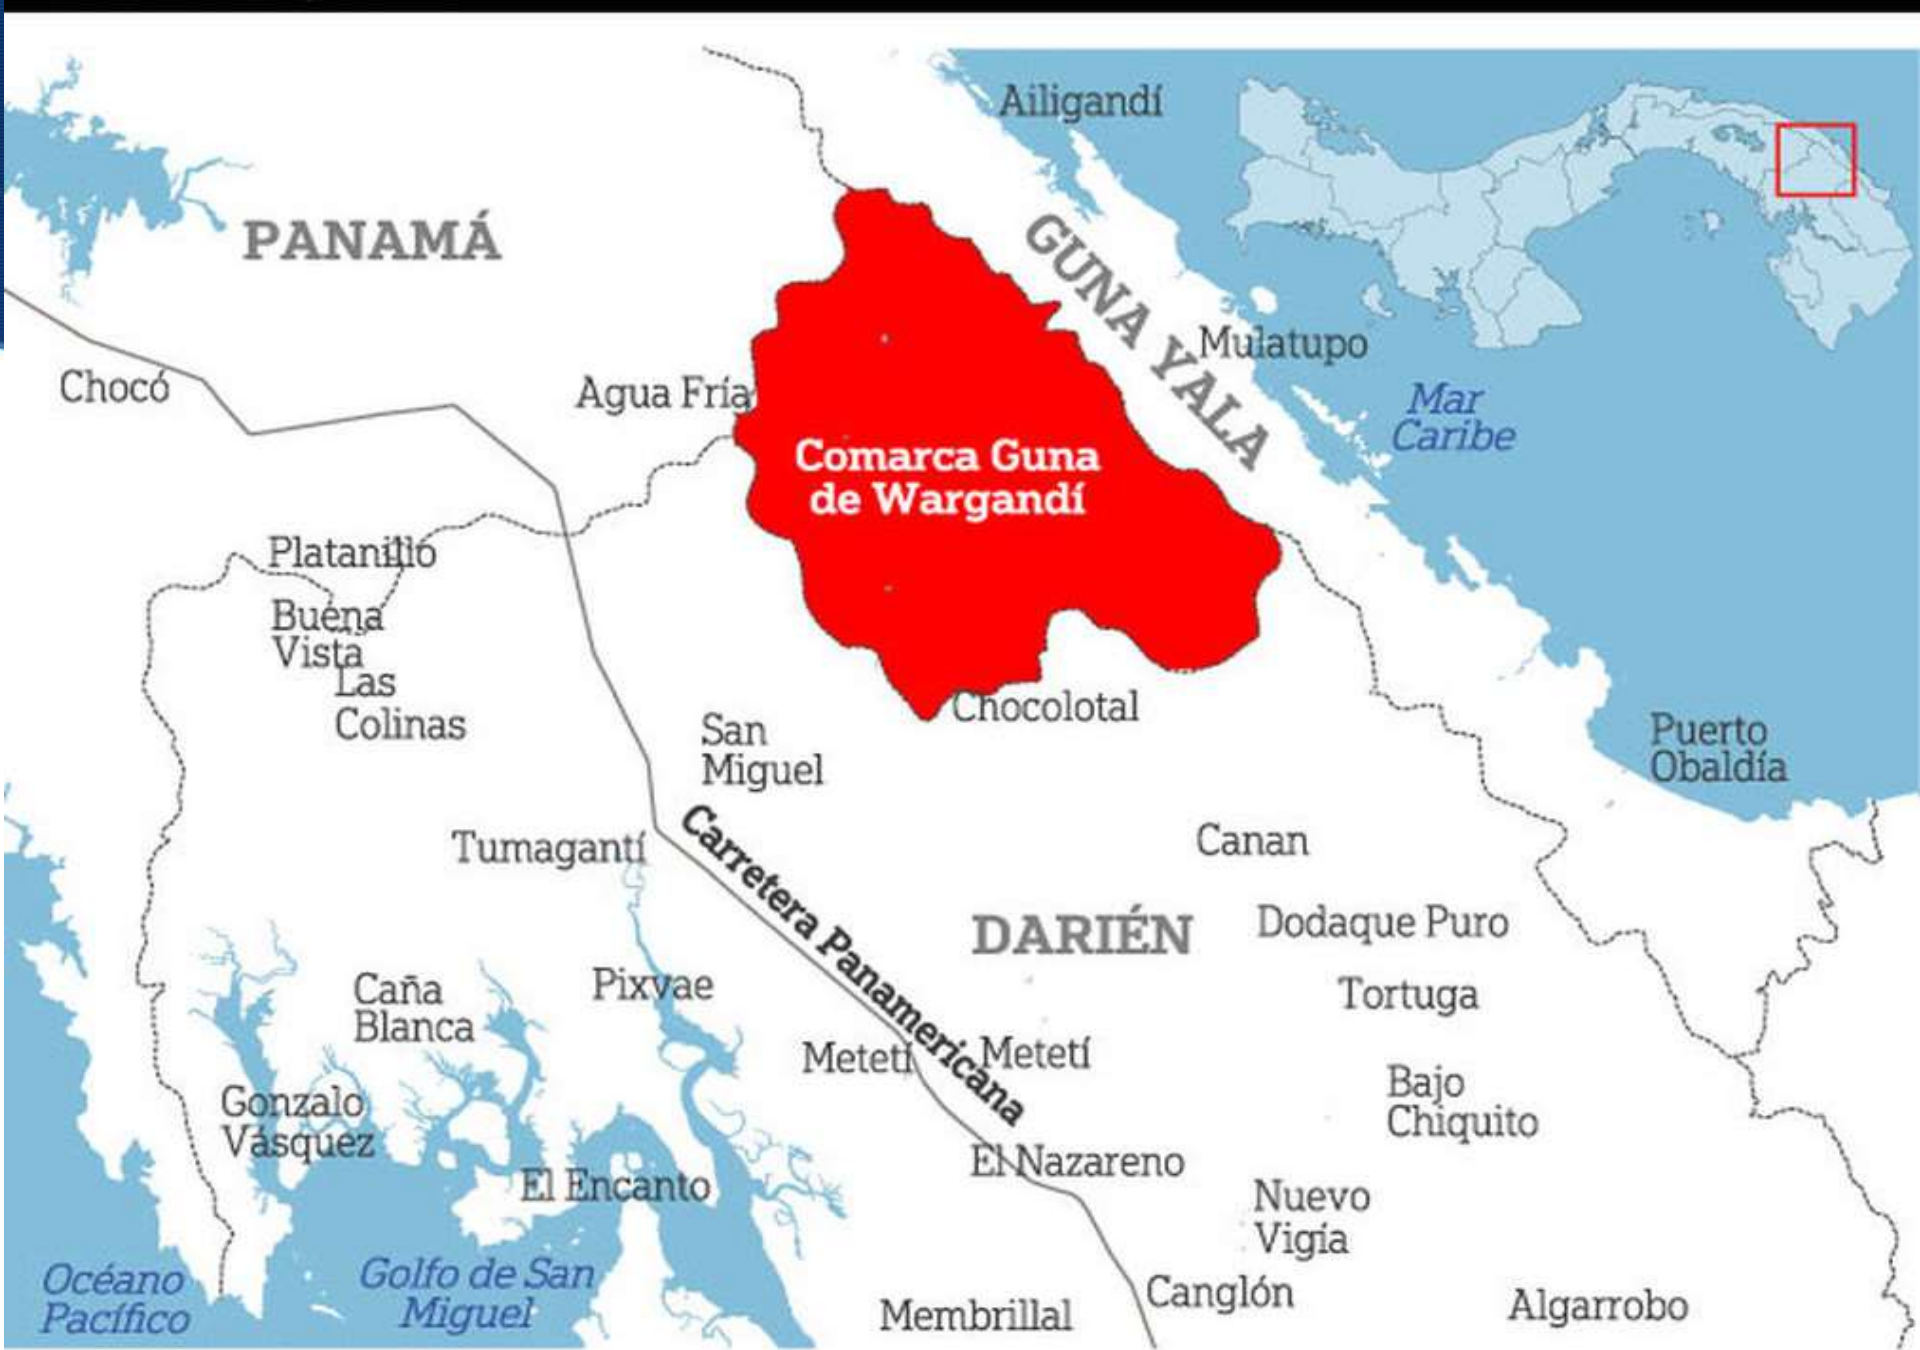 Ailigandí
PANAMÁ
GUNA YALA
Mulatupo
Chocó
Agua Fría
Mar
Caribe
Comarca Guna
de Wargandí
Platanillo
Buena
Vista
Las
Colinas
Chocolotal
San
Miguel
Puerto
Obaldía
Tumagantí
Carretera Panamericana
Canan
DARIÉN
Dodaque Puro
Caña
Blanca
Pixvae
Tortuga
Metetí
Metetí
Bajo
Chiquito
Gonzalo
Vásquez
El Nazareno
El Encanto
Nuevo
Vigía
Océano
Pacífico
Golfo de San
Miguel
Membrillal
Canglón
Algarrobo